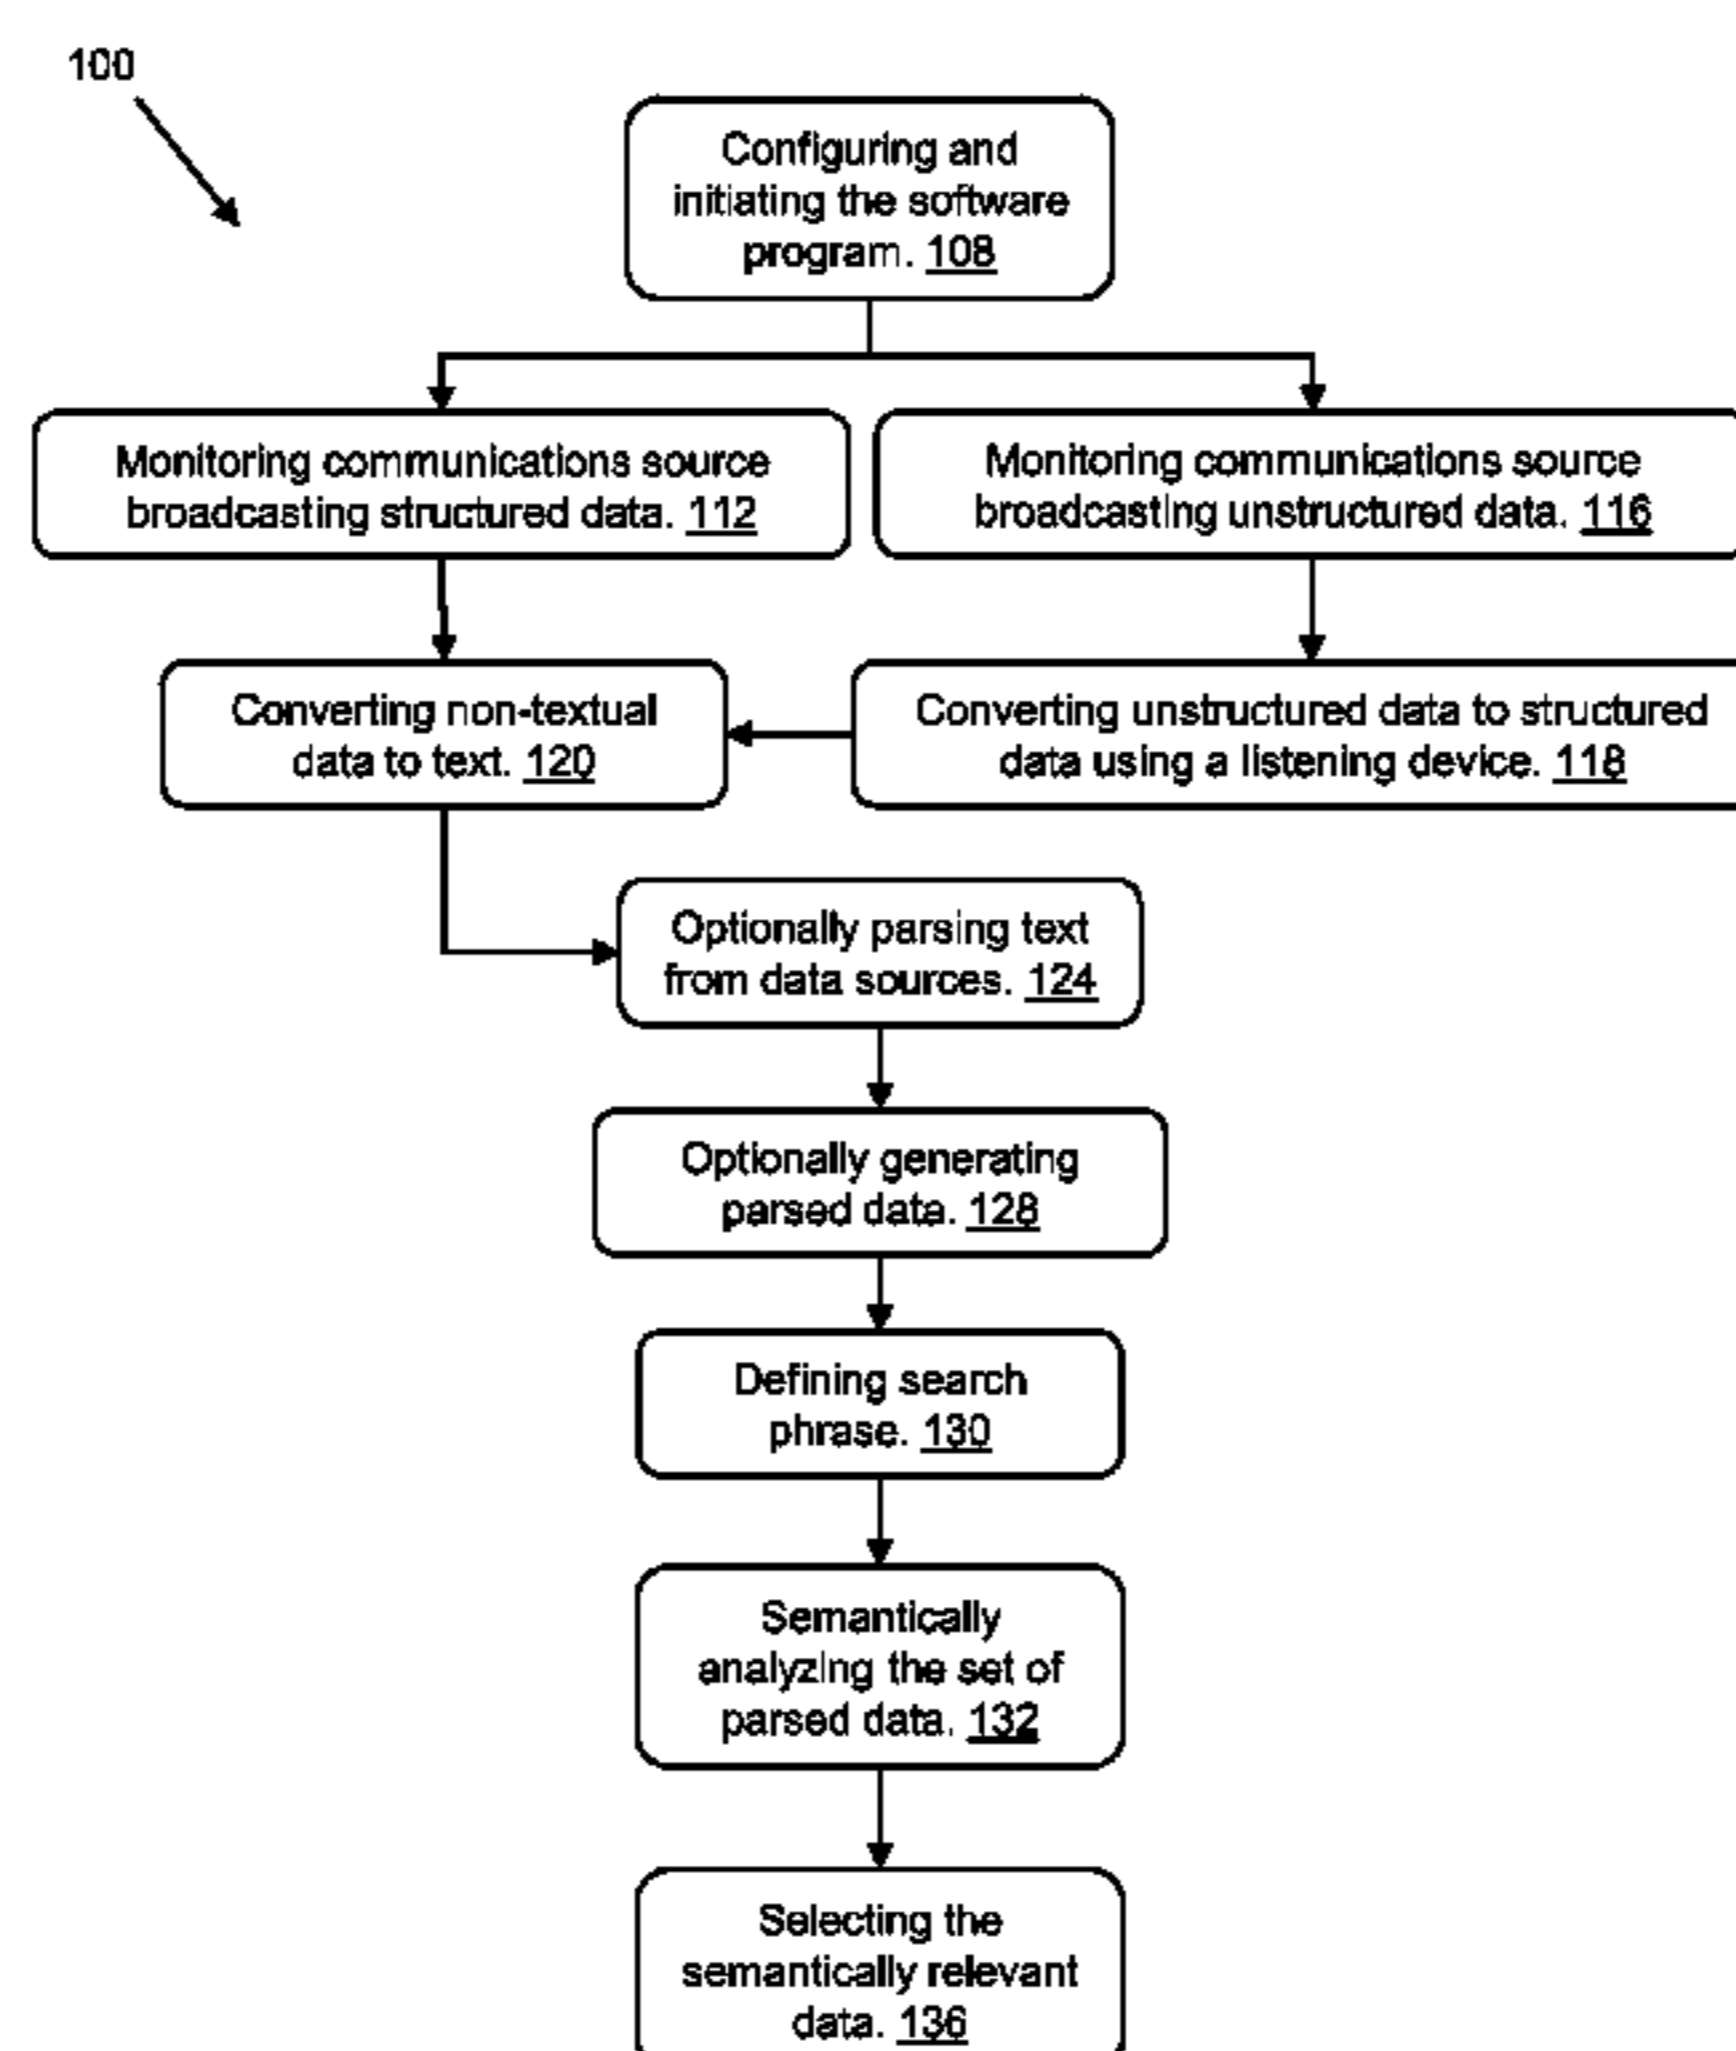 100
Configuring and
initiating the software
program. 108
Monitoring communications source
broadcasting structured data. 112
Monitoring communications source
broadcasting unstructured data. 116
Converting non-textual
data to text. 120
Converting unstructured data to structured
data using a listening device. 118
Optionally parsing text
from data sources. 124
Optionally generating
parsed data. 128
Defining search
phrase. 130
Semantically
analyzing the set of
parsed data. 132
Selecting the
semantically relevant
data. 136